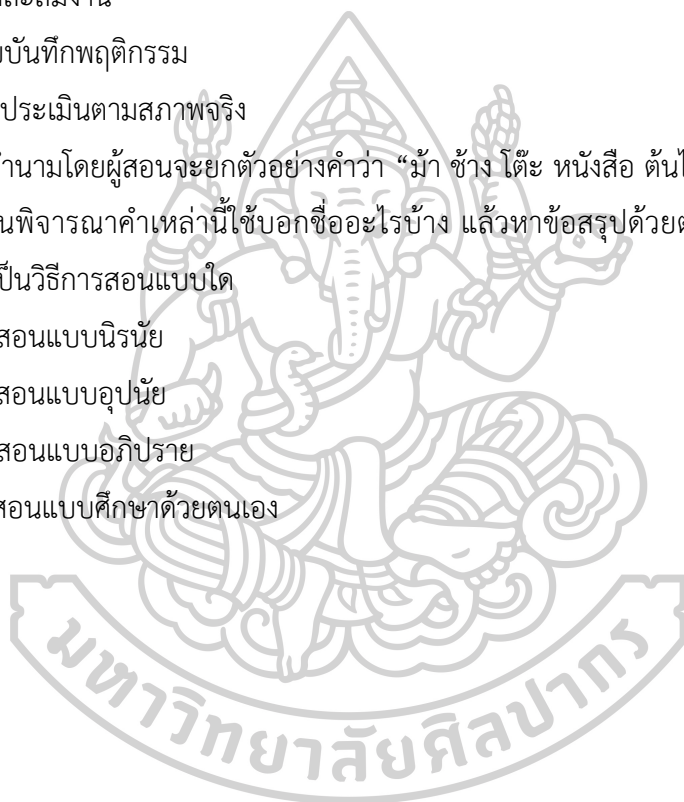 ละสมงาน
บันทึกพฤติกรรม
ประเมินตามสภาพจริง
คำนามโดยผู้สอนจะยกตัวอย่างคำว่า “ม้า ช้าง โต๊ะ หนังสือ ต้นไ
นพิจารณาคำเหล่านี้ใช้บอกชื่ออะไรบ้าง แล้วหาข้อสรุปด้วยต
เป็นวิธีการสอนแบบใด
สอนแบบนิรนัย
สอนแบบอุปนัย
สอนแบบอภิปราย
สอนแบบศึกษาด้วยตนเอง
มหาวิทยาลัยศิลปากร